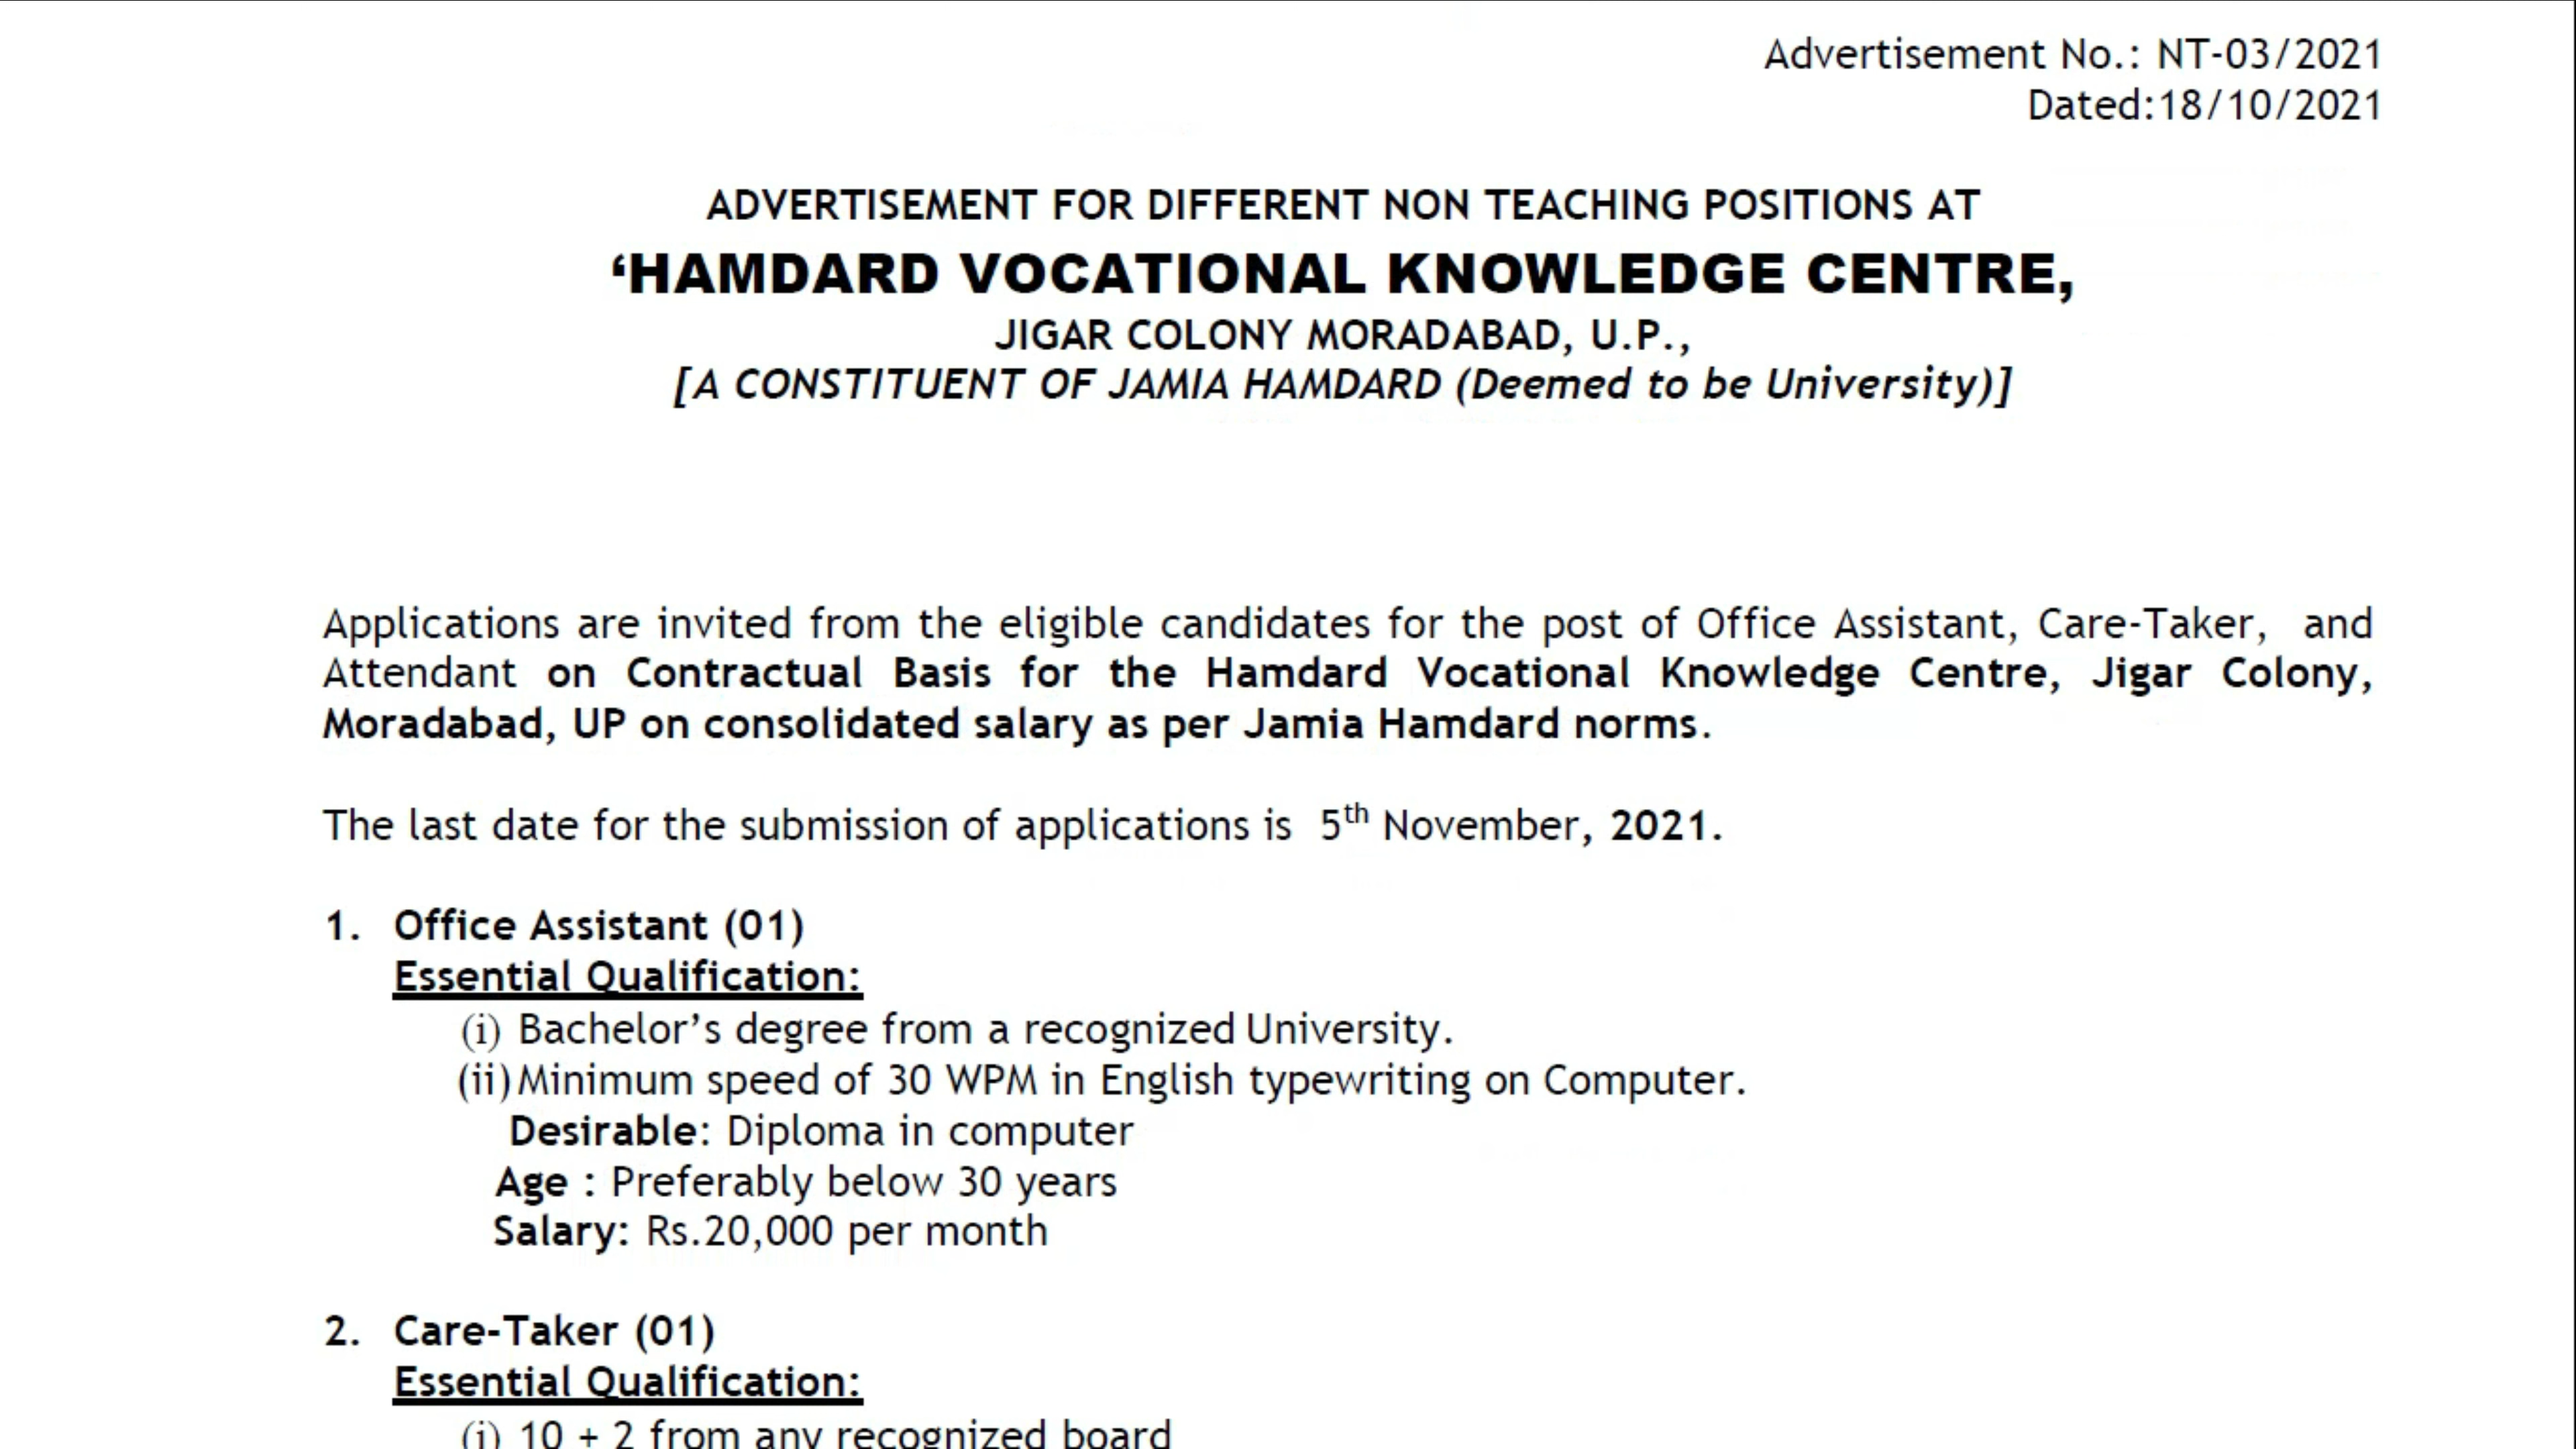 Advertisement No.: NT-03/2021
Dated:18/10/2021
ADVERTISEMENT FOR DIFFERENT NON TEACHING POSITIONS AT
‘HAMDARD VOCATIONAL KNOWLEDGE CENTRE,
JIGAR COLONY MORADABAD, U.P.,
[A CONSTITUENT OF JAMIA HAMDARD (Deemed to be University)]
Applications are invited from the eligible candidates for the post of Office Assistant, Care-Taker, and
Attendant on Contractual Basis for the Hamdard Vocational Knowledge Centre, Jigar Colony,
Moradabad, UP on consolidated salary as per Jamia Hamdard norms.
The last date for the submission of applications is 5th November, 2021.
1. Office Assistant (01)
Essential Qualification:
(i) Bachelor’s degree from a recognized University.
(ii) Minimum speed of 30 WPM in English typewriting on Computer.
Desirable: Diploma in computer
Age : Preferably below 30 years
Salary: Rs.20,000 per month
2. Care-Taker (01)
Essential Qualification:
(i) 10 + 2 from any recognized board